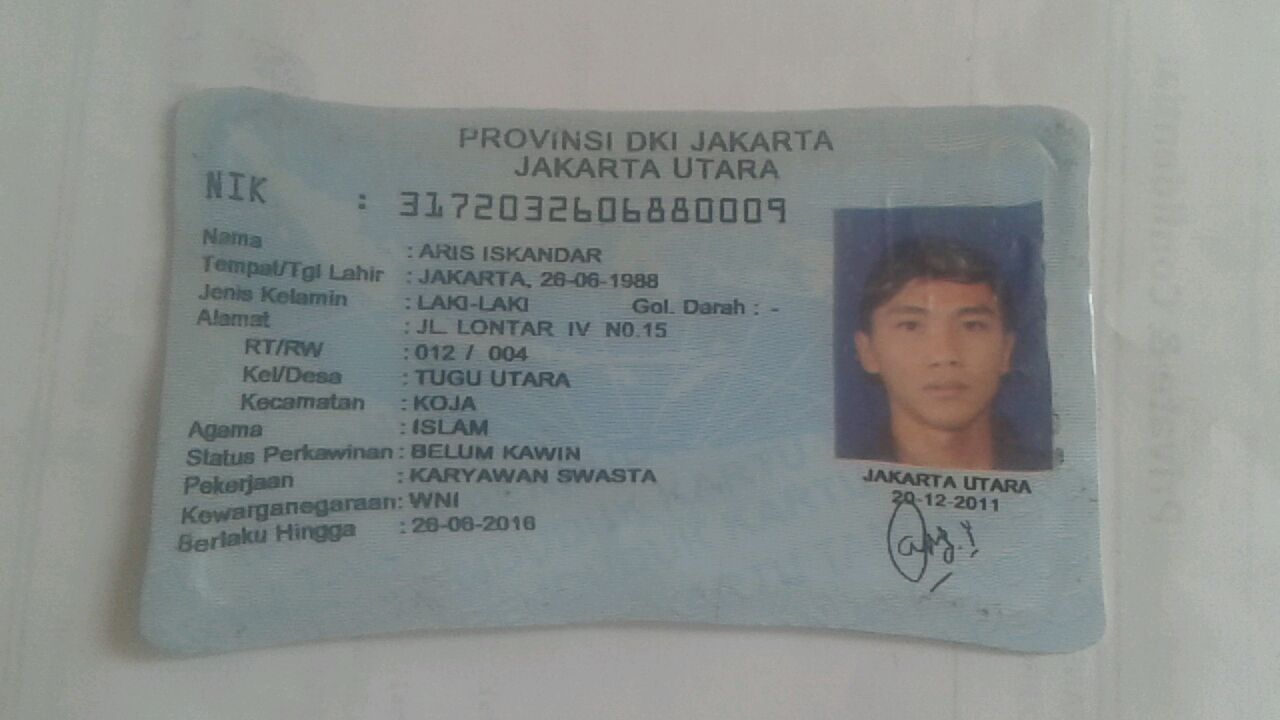 PROVINSI DKI JAKARTA
JAKARTA UTARA
NIK : 3172032606880009
Nama : ARIS ISKANDAR
Tempat/Tgl Lahir : JAKARTA, 26-06-1988
Jenis Kelamin : LAKI-LAKI Gol. Darah : -
Alamat : JL. LONTAR IV N0.15
RT/RW : 012 / 004
Kel/Desa : TUGU UTARA
Kecamatan : KOJA
Agama : ISLAM
Status Perkawinan : BELUM KAWIN
Pekerjaan : KARYAWAN SWASTA
Kewarganegaraan : WNI
Berlaku Hingga : 26-06-2016
JAKARTA UTARA
20-12-2011